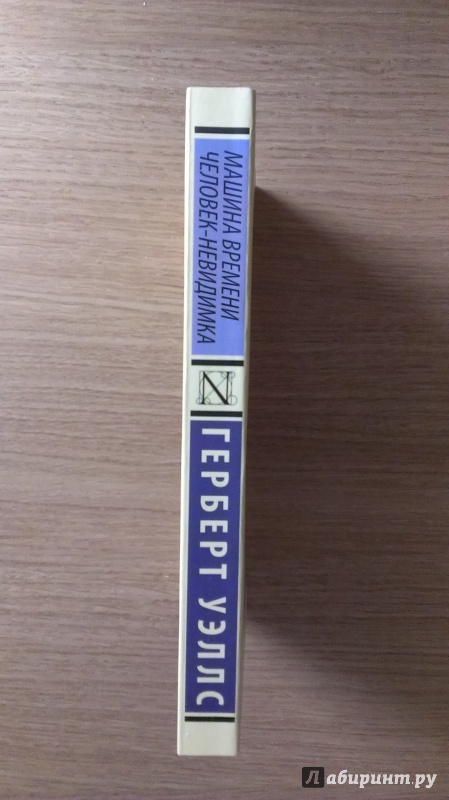 МАШИНА ВРЕМЕНИ
ЧЕЛОВЕК-НЕВИДИМКА
N
ГЕРБЕРТ УЭЛЛС
Лабиринт.ру